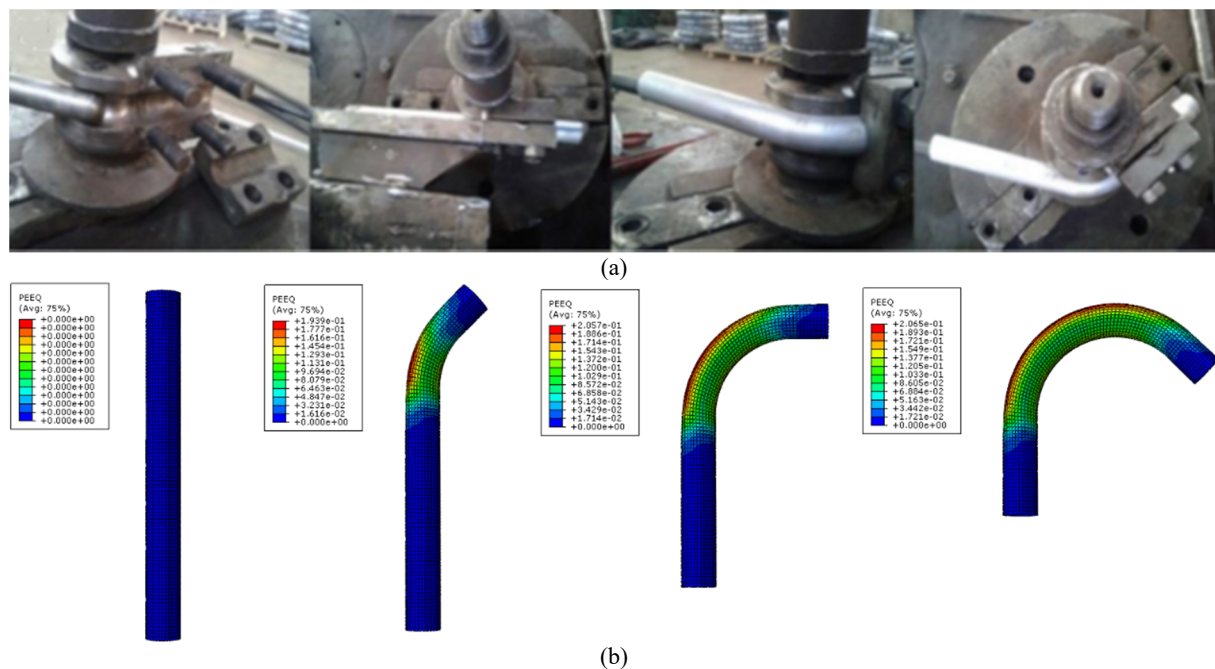 (a)
PEEQ
(Avg: 75%)
+0.000e+00
+0.000e+00
+0.000e+00
+0.000e+00
+0.000e+00
+0.000e+00
+0.000e+00
+0.000e+00
+0.000e+00
+0.000e+00
+0.000e+00
+0.000e+00
+0.000e+00
PEEQ
(Avg: 75%)
+1.939e-01
+1.777e-01
+1.616e-01
+1.454e-01
+1.293e-01
+1.131e-01
+9.694e-02
+8.079e-02
+6.463e-02
+4.847e-02
+3.231e-02
+1.616e-02
+0.000e+00
PEEQ
(Avg: 75%)
+2.057e-01
+1.886e-01
+1.714e-01
+1.543e-01
+1.372e-01
+1.200e-01
+1.029e-01
+8.572e-02
+6.858e-02
+5.143e-02
+3.429e-02
+1.714e-02
+0.000e+00
PEEQ
(Avg: 75%)
+2.065e-01
+1.893e-01
+1.721e-01
+1.549e-01
+1.377e-01
+1.205e-01
+1.033e-01
+8.605e-02
+6.884e-02
+5.163e-02
+3.442e-02
+1.721e-02
+0.000e+00
(b)